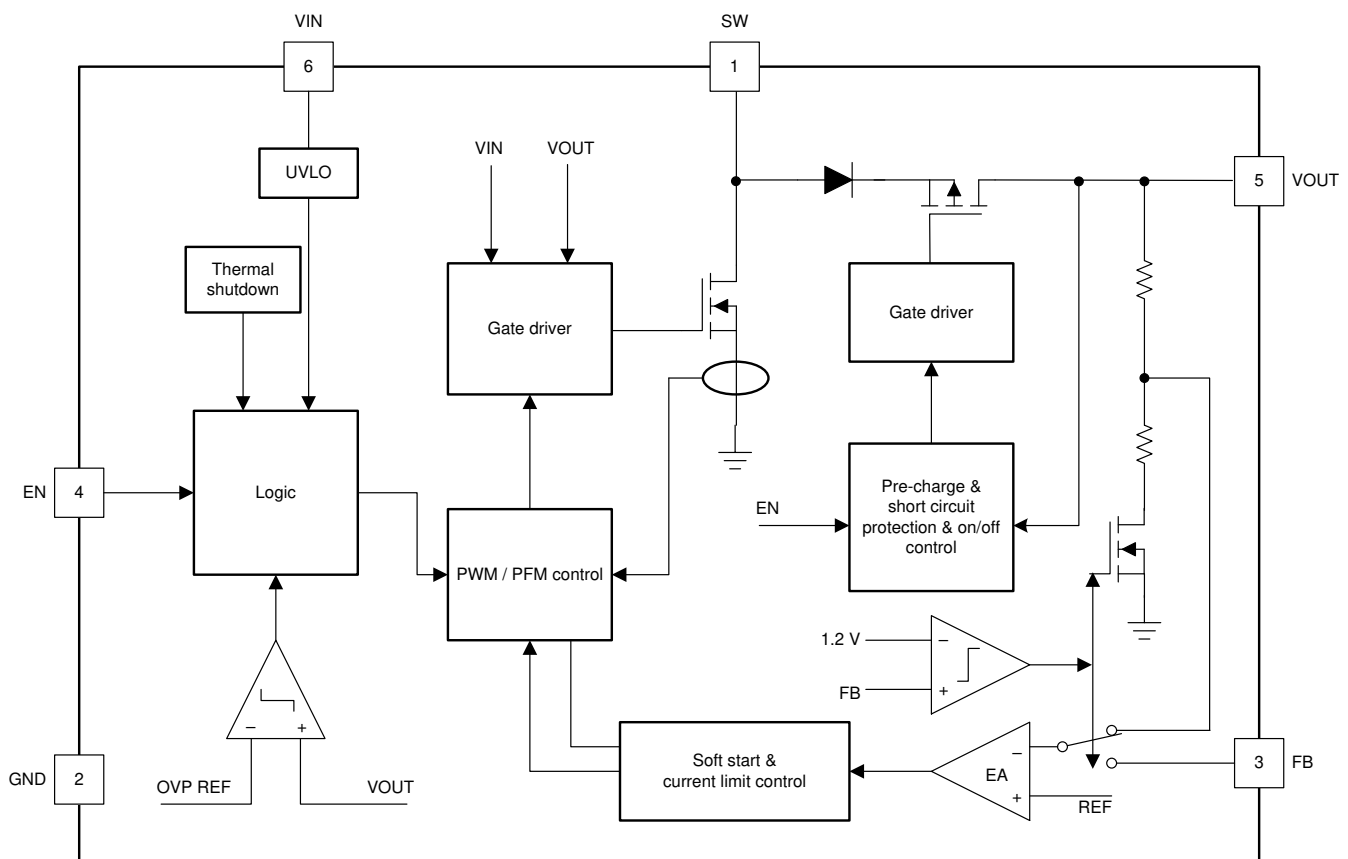 VIN
SW
6
1
VIN
VOUT
UVLO
5
VOUT
Thermal
shutdown
Gate driver
Gate driver
EN
4
Logic
Pre-charge &
short circuit
protection & on/off
control
EN
PWM / PFM control
1.2 V
–
FB
+
–
+
Soft start &
current limit control
–
EA
+
REF
GND
2
3
FB
OVP REF
VOUT